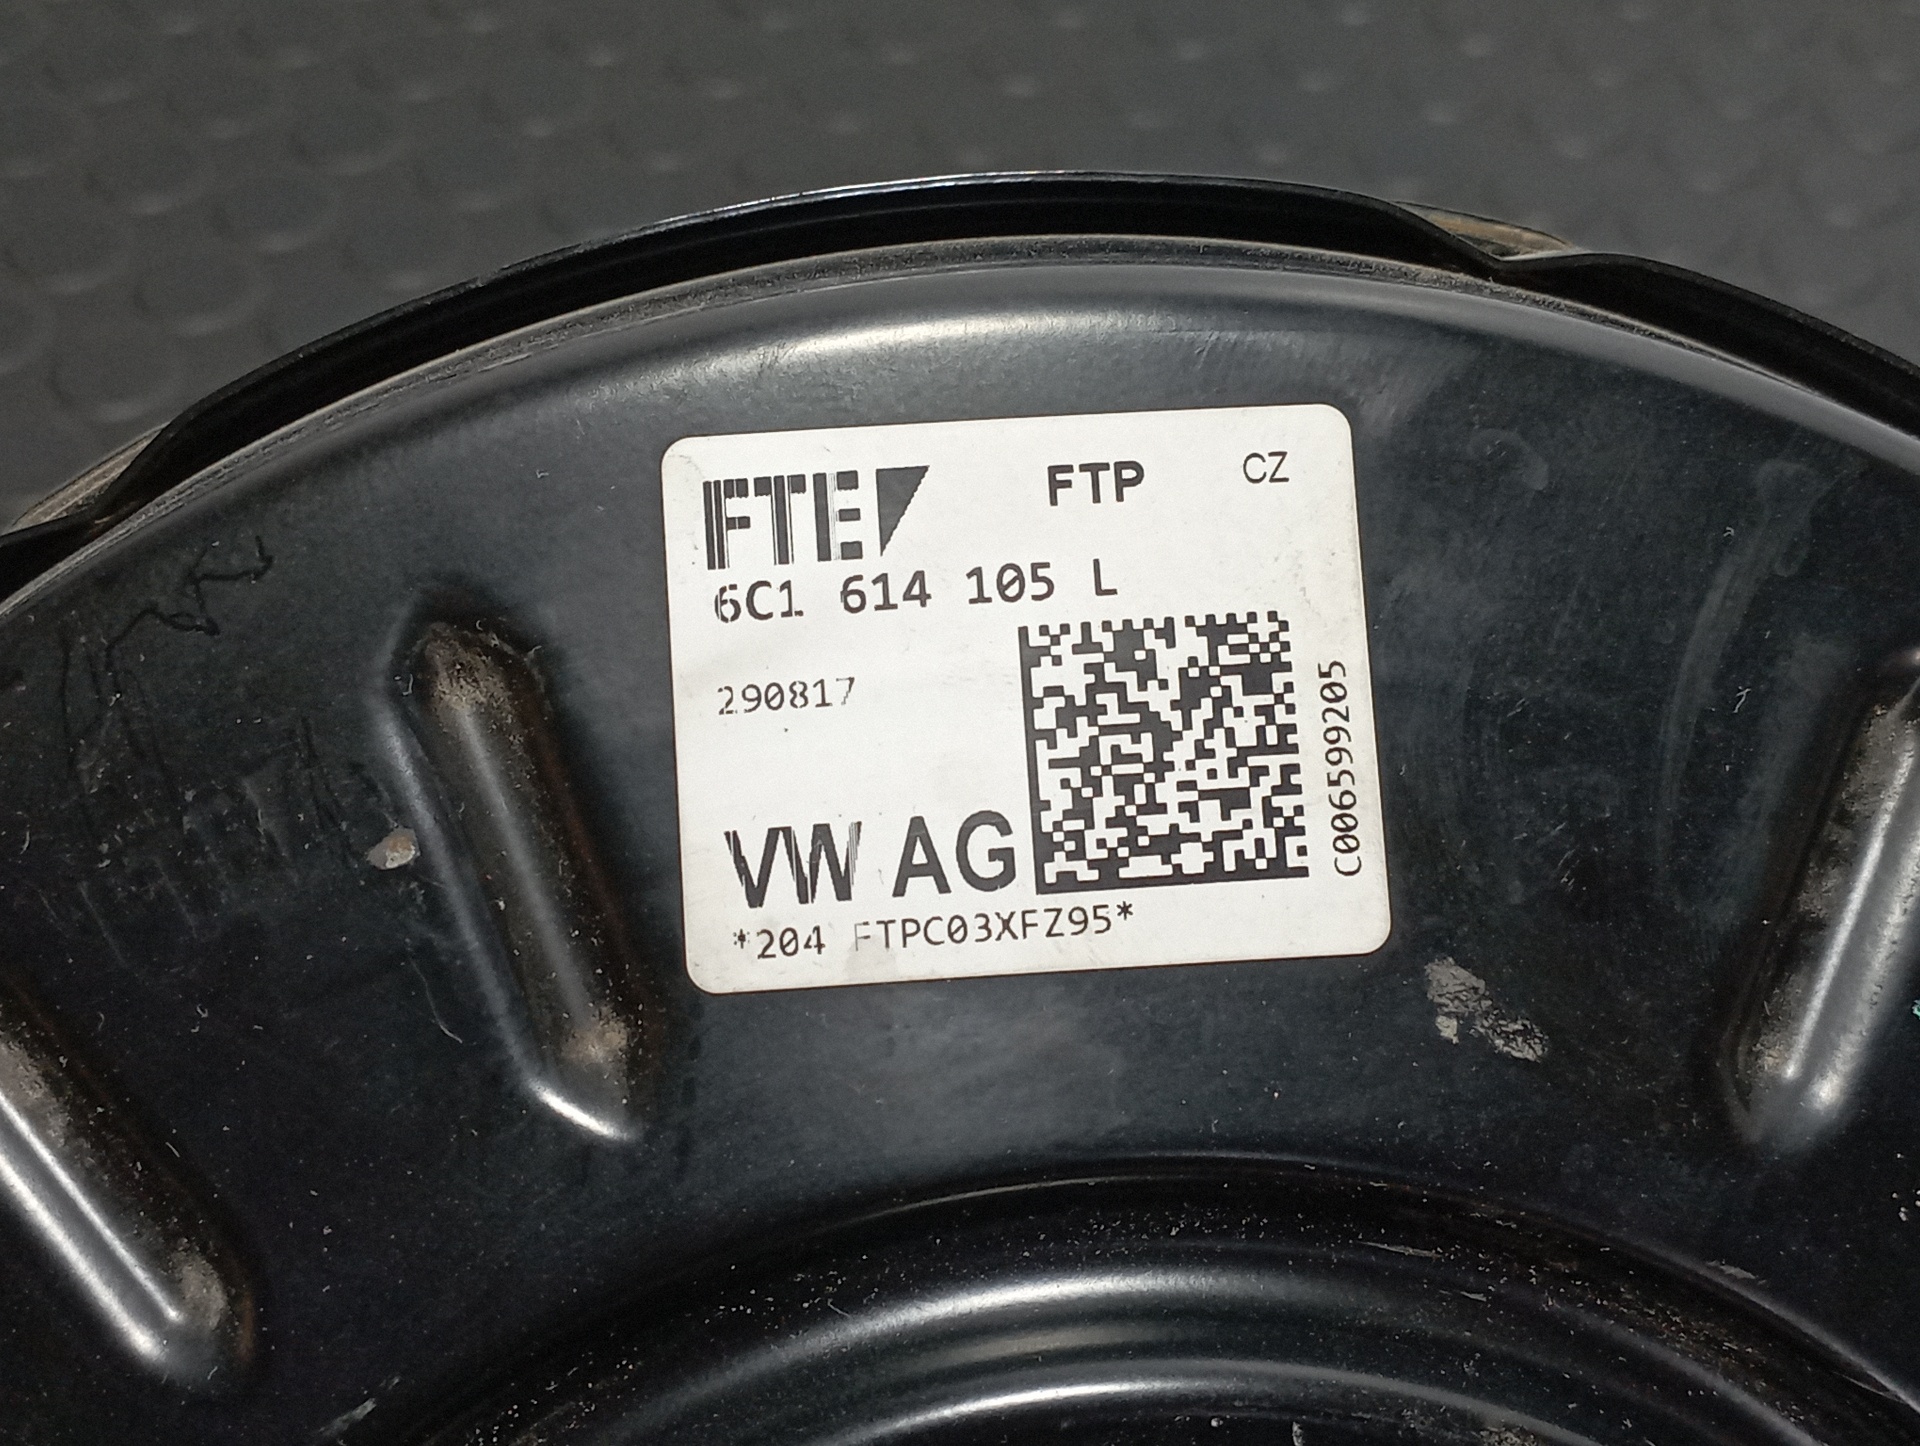 FTE FTP CZ
6C1 614 105 L
290817
C006599205
VW AG
*204 FTPC03XFZ95*